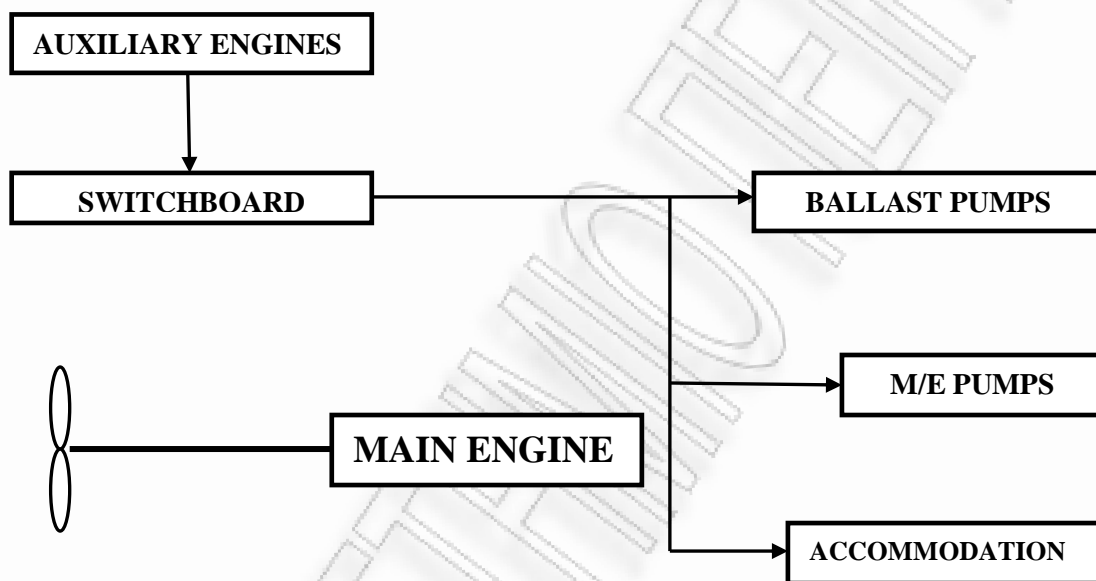 AUXILIARY ENGINES
SWITCHBOARD
BALLAST PUMPS
M/E PUMPS
MAIN ENGINE
ACCOMMODATION